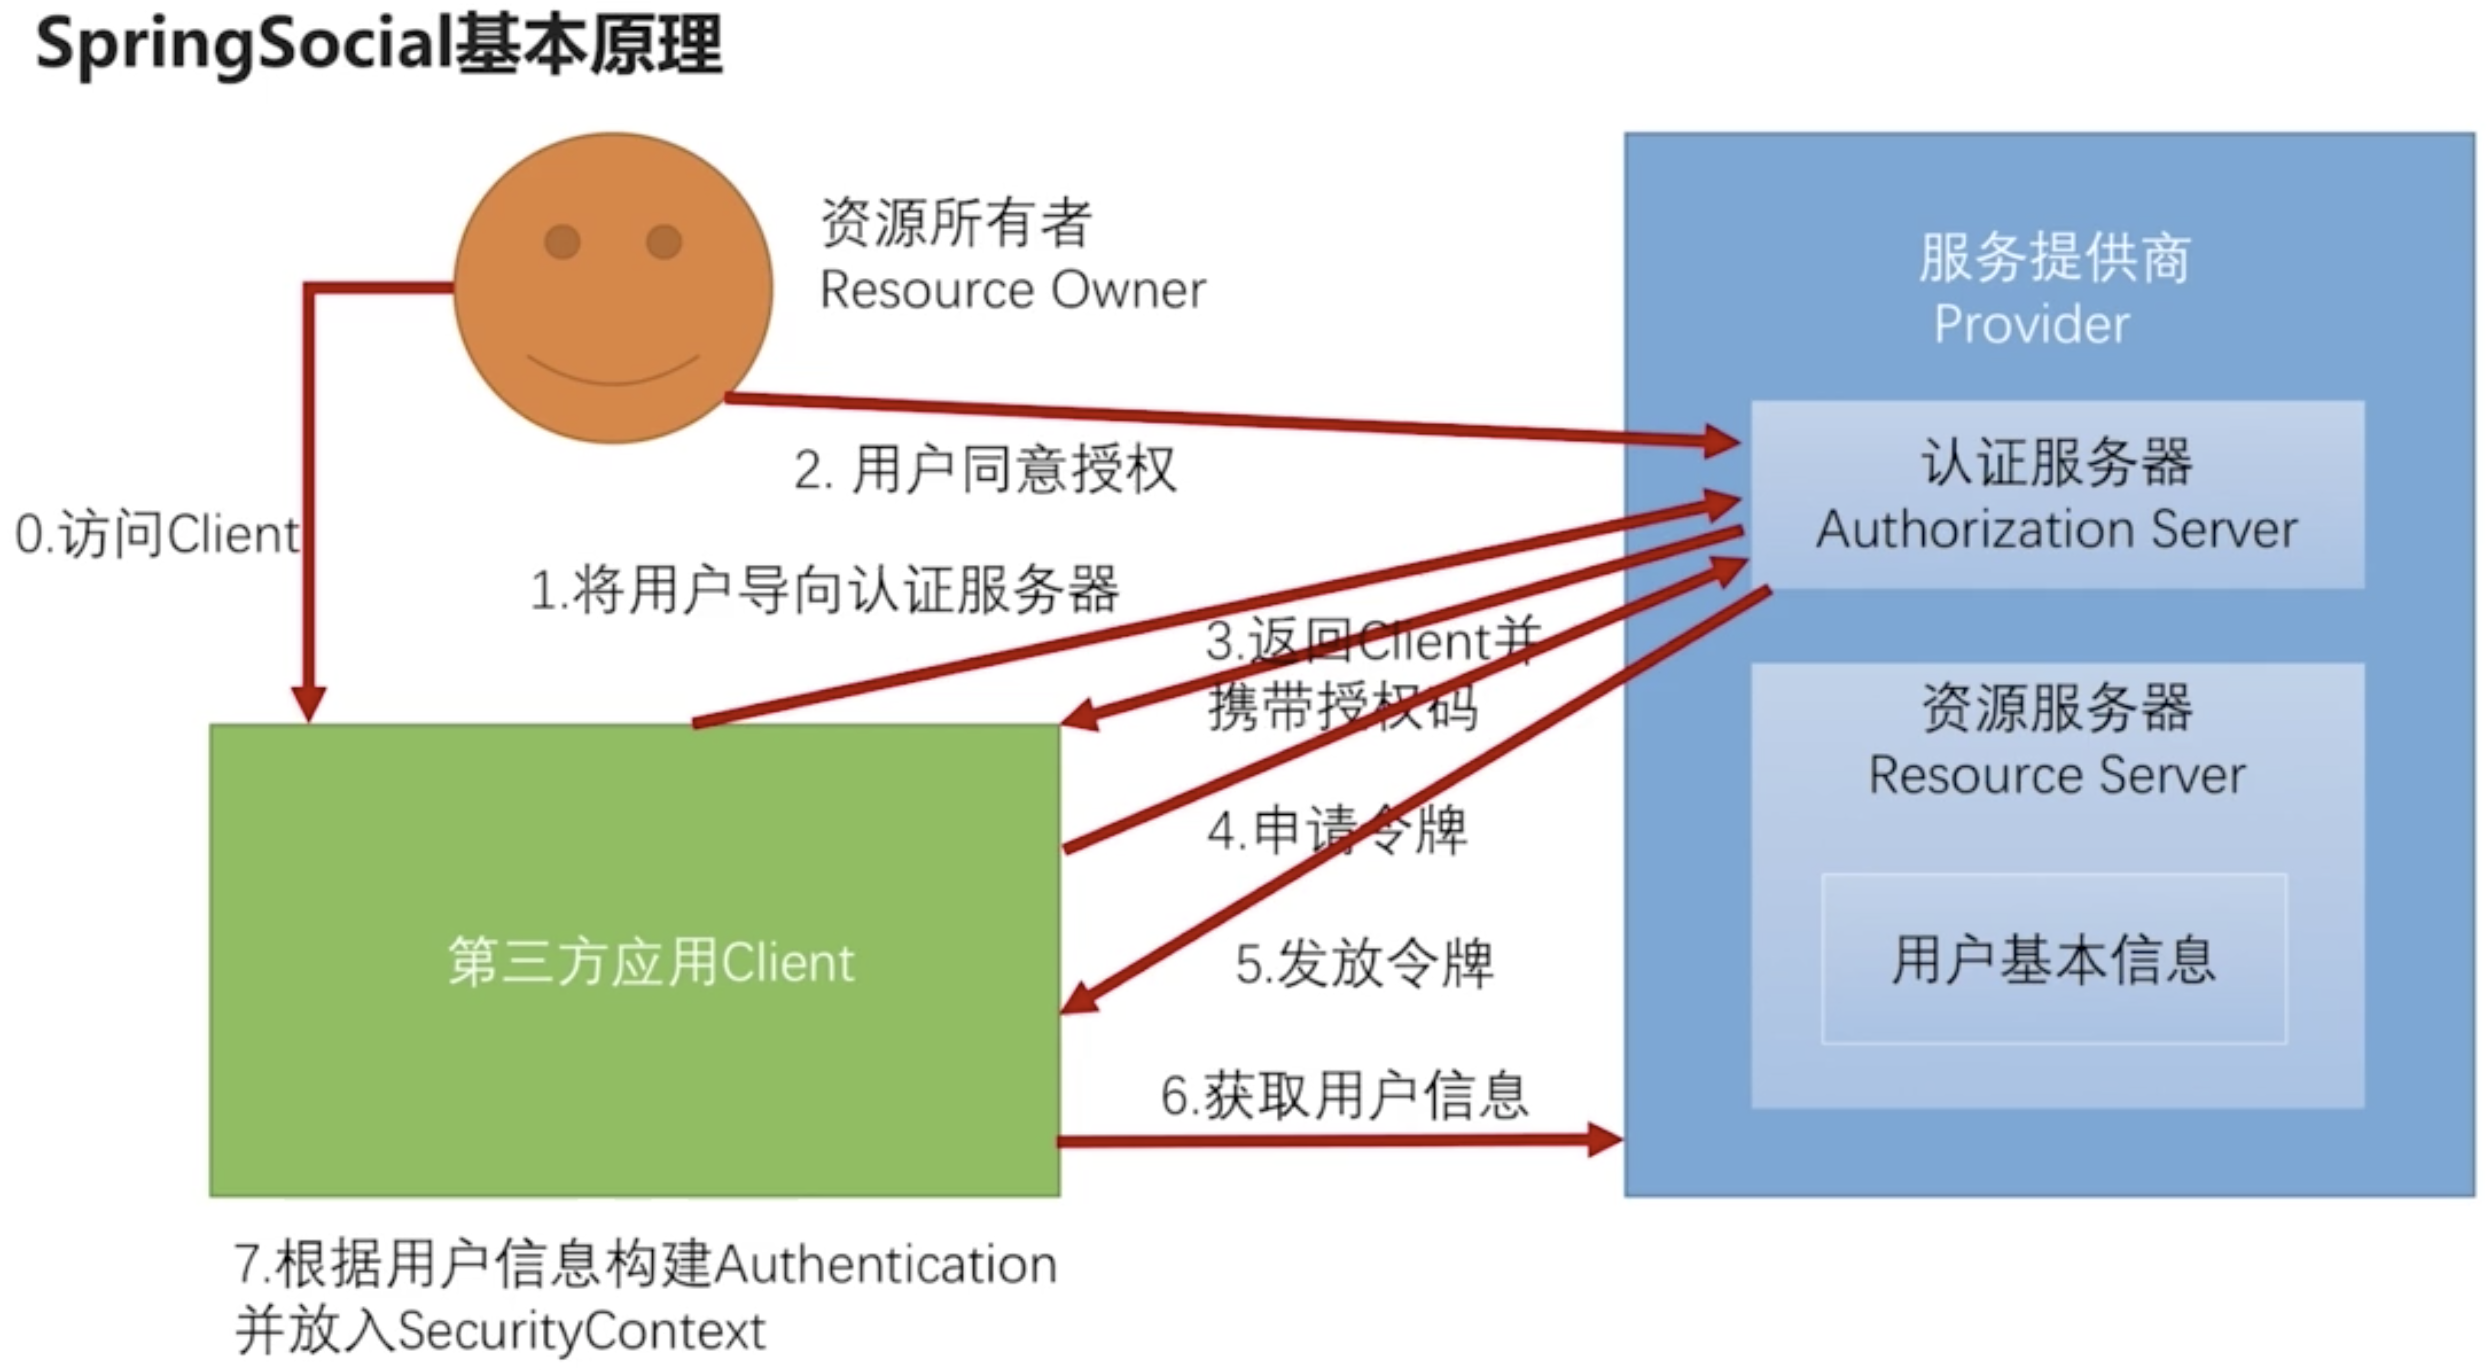 SpringSocial基本原理
资源所有者
Resource Owner
服务提供商
Provider
2. 用户同意授权
认证服务器
Authorization Server
0.访问Client
1.将用户导向认证服务器
3.返回Client并
携带授权码
资源服务器
Resource Server
4.申请令牌
第三方应用Client
5.发放令牌
用户基本信息
6.获取用户信息
7.根据用户信息构建Authentication
并放入SecurityContext